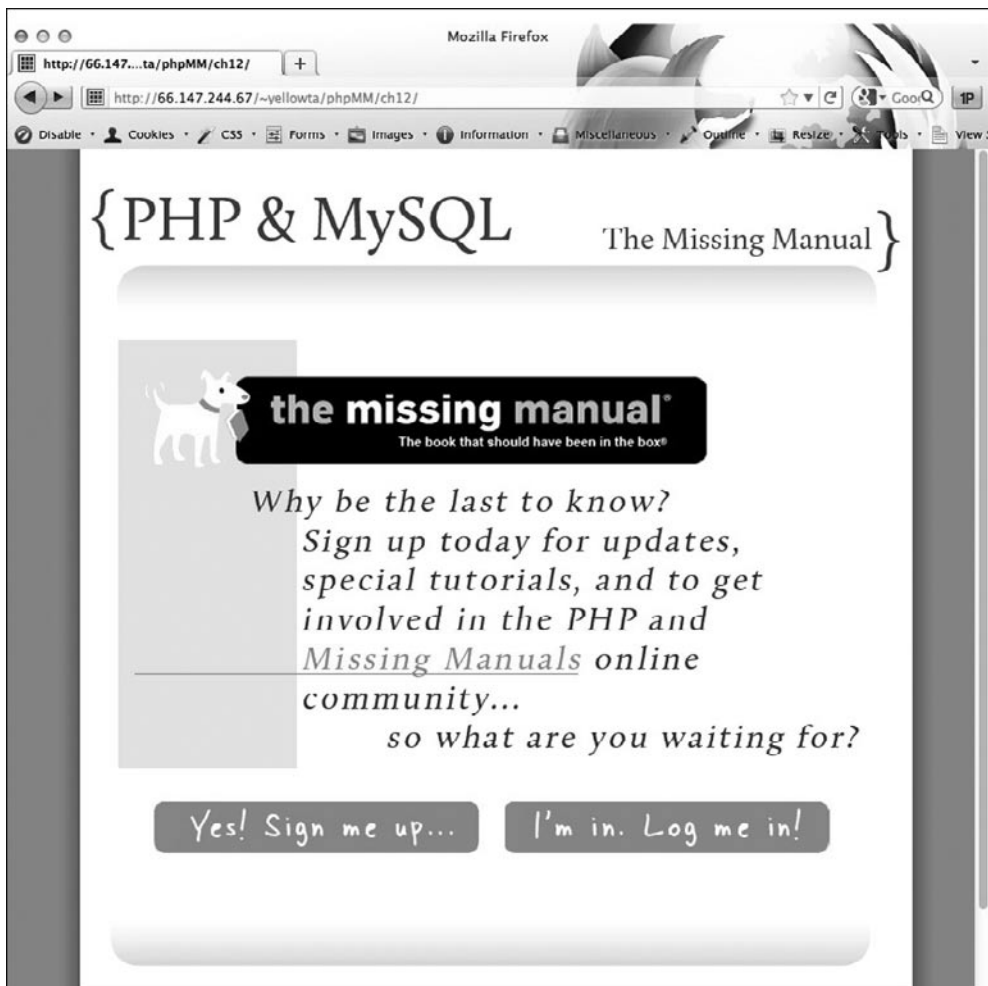 Mozilla Firefox
http://66.147....ta/phpMM/ch12/ +
http://66.147.244.67/~yellowta/phpMM/ch12/ Goo 1P
Disable Cookies CSS Forms Images Information Miscellaneous Outline Resize Tools View
{PHP & MySQL The Missing Manual}
the missing manual®
The book that should have been in the box®
Why be the last to know?
Sign up today for updates,
special tutorials, and to get
involved in the PHP and
Missing Manuals online
community...
so what are you waiting for?
Yes! Sign me up... I'm in. Log me in!